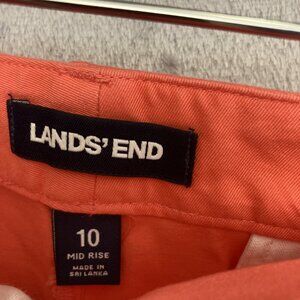 LANDS' END
10
MID RISE
MADE IN
SRI LANKA